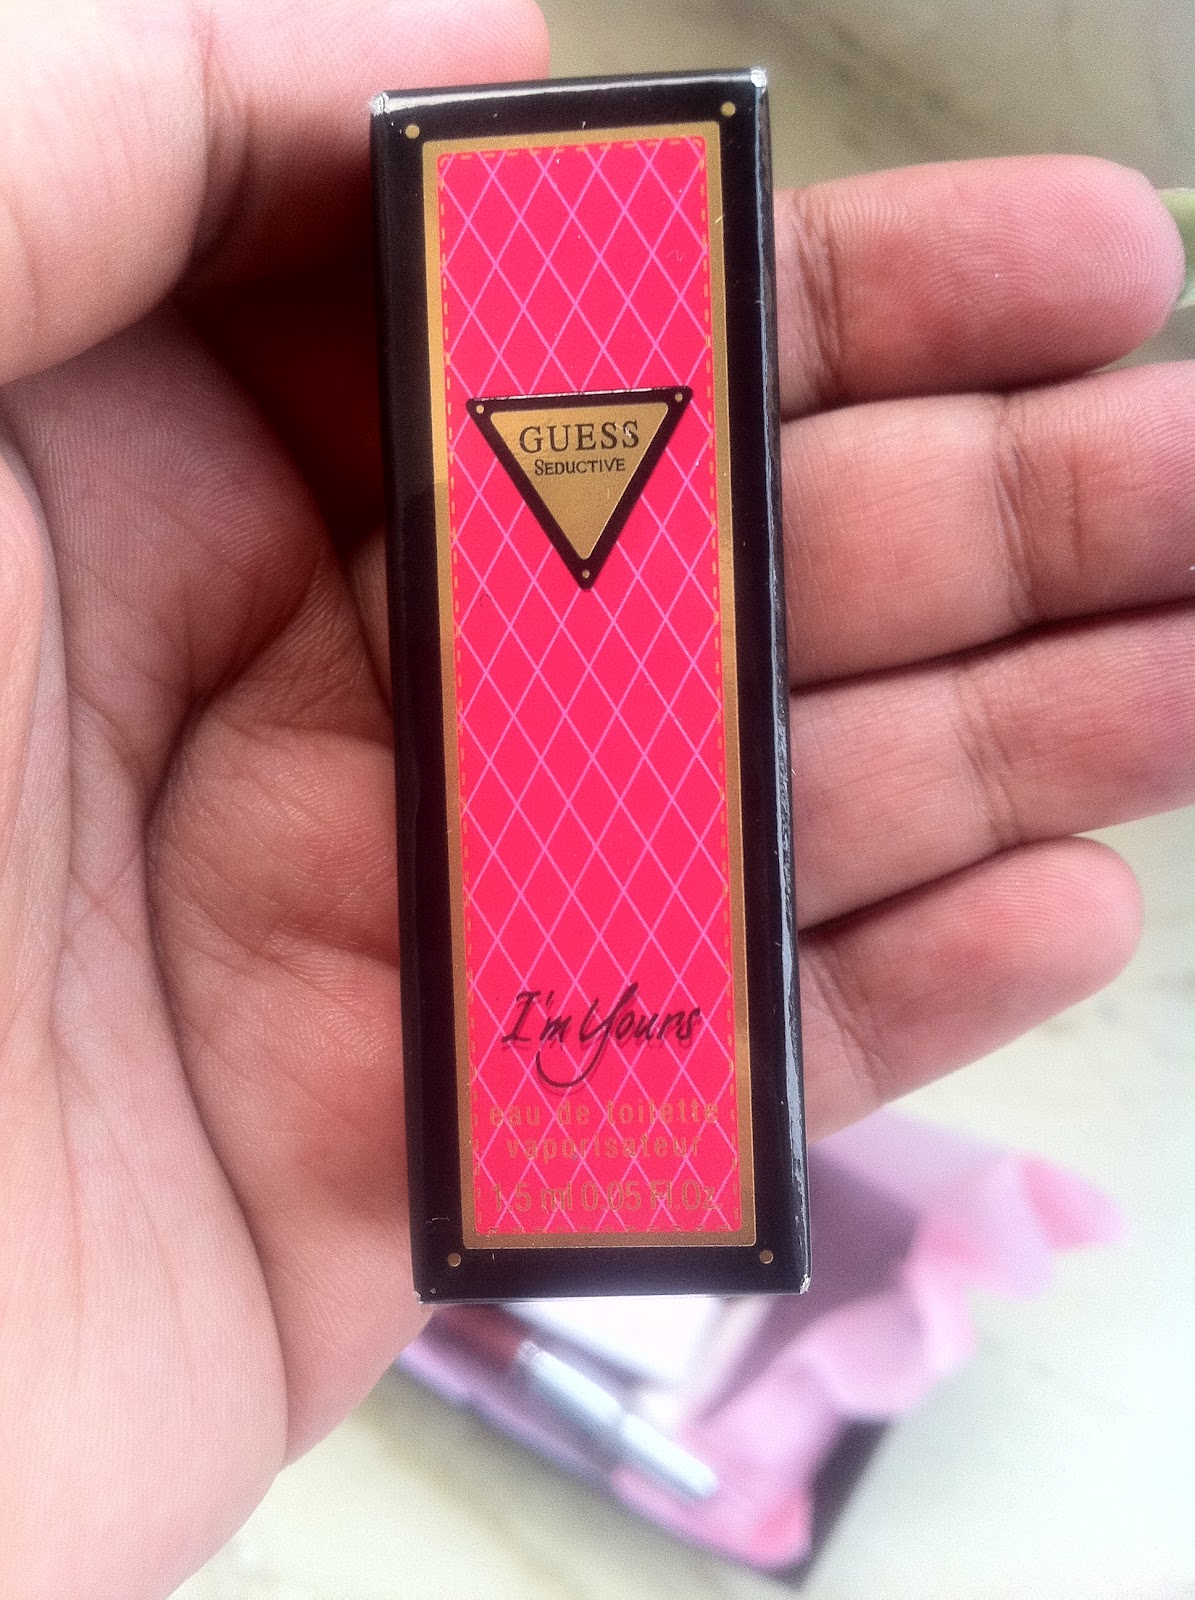 GUESS
SEDUCTIVE
I'm Yours
eau de toilette
vaporisateur
1.5 ml 0.05 Fl.Oz.